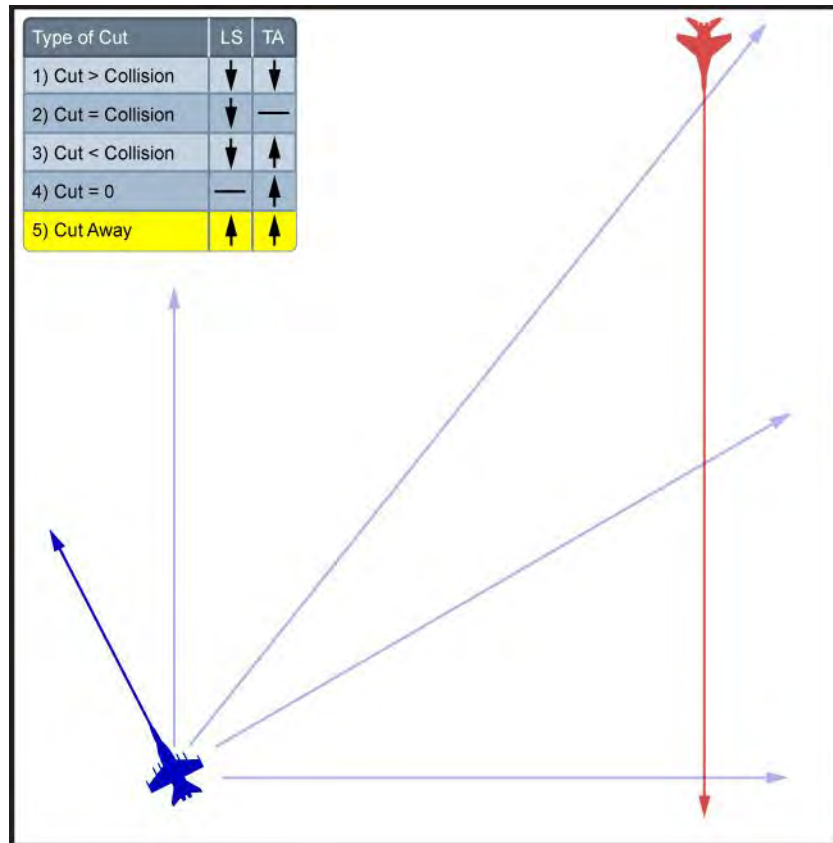 Type of Cut LS TA
1) Cut > Collision
2) Cut = Collision
3) Cut < Collision
4) Cut = 0
5) Cut Away